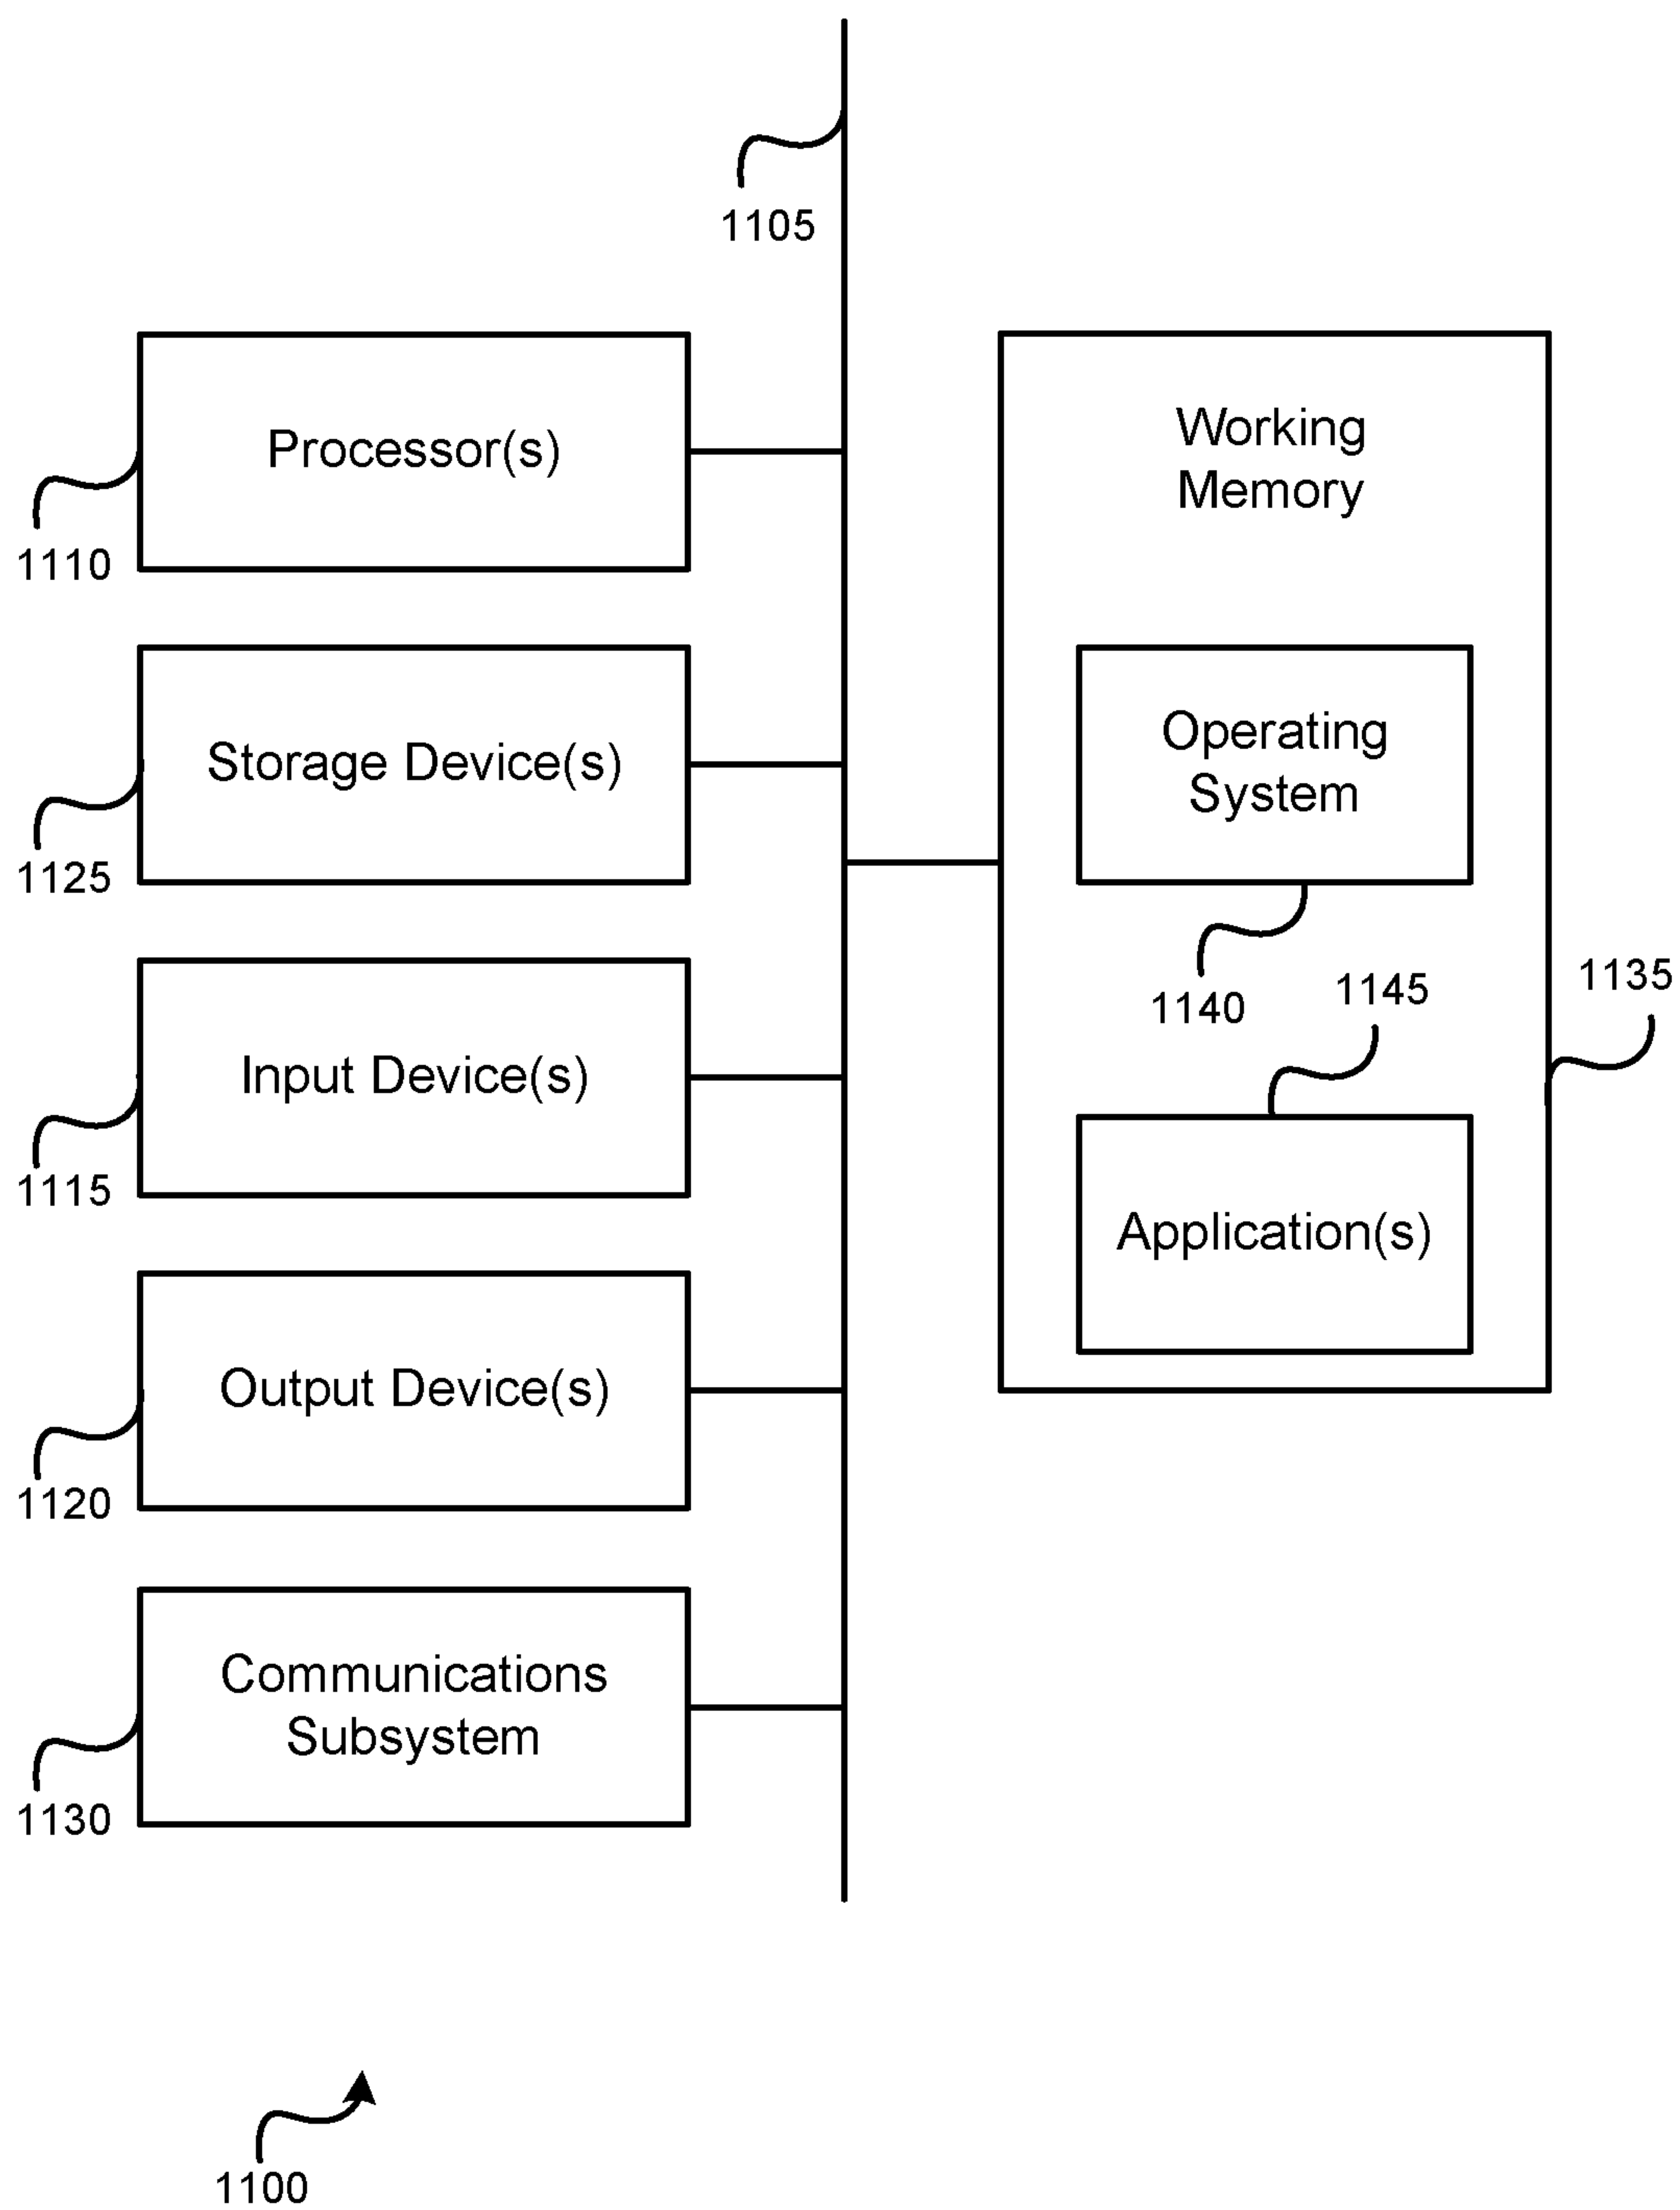 1105
Processor(s)
1110
Storage Device(s)
1125
Input Device(s)
1115
Output Device(s)
1120
Communications
Subsystem
1130
Working
Memory
Operating
System
1140
1145
1135
Application(s)
1100